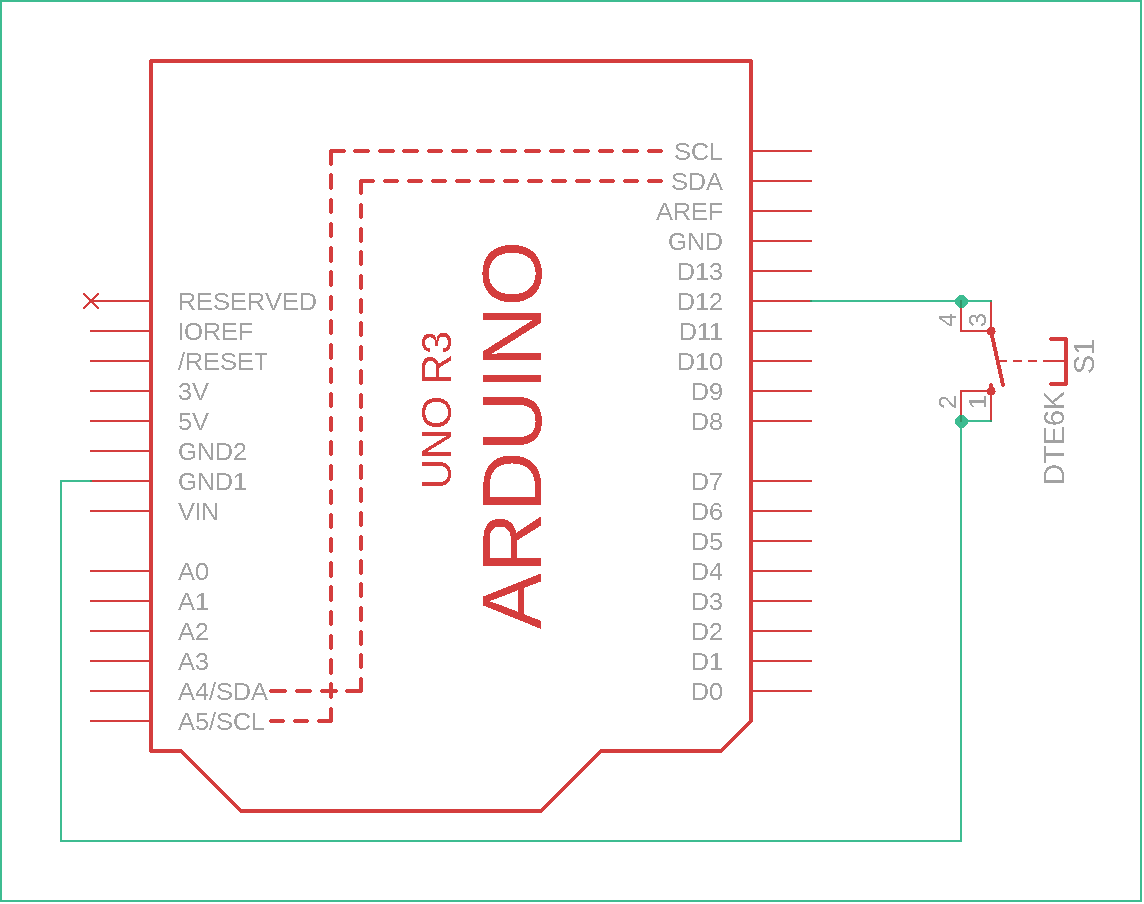 SCL
SDA
AREF
GND
D13
D12
D11
D10
D9
D8
D7
D6
D5
D4
D3
D2
D1
D0
RESERVED
IOREF
/RESET
3V
5V
GND2
GND1
VIN
A0
A1
A2
A3
A4/SDA
A5/SCL
UNO R3
ARDUINO
4
3
2
1
S1
DTE6K